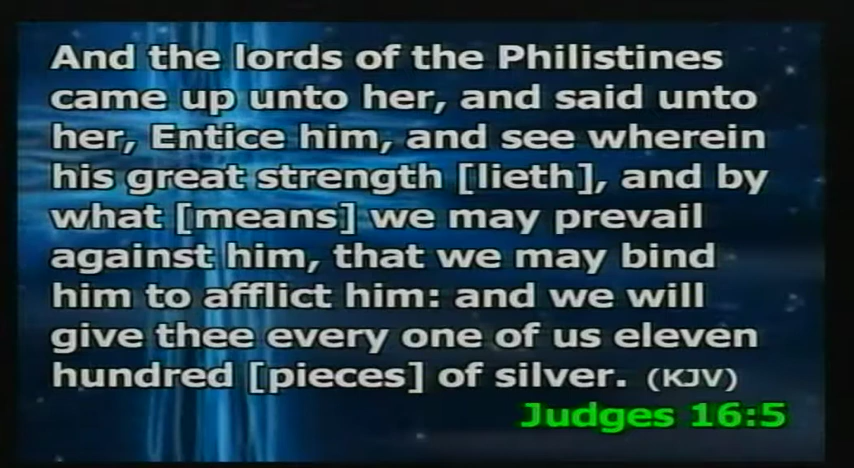 And the lords of the Philistines
came up unto her, and said unto
her, Entice him, and see wherein
his great strength [lieth], and by
what [means] we may prevail
against him, that we may bind
him to afflict him: and we will
give thee every one of us eleven
hundred [pieces] of silver. (KJV)
Judges 16:5